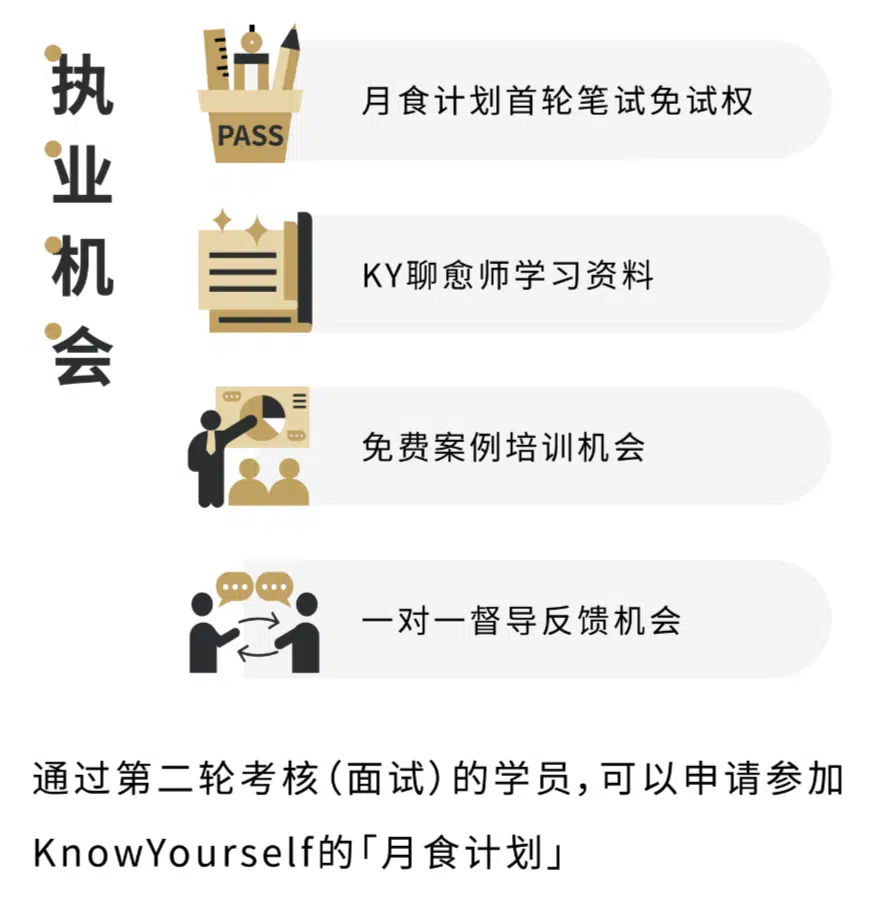 执业机会
PASS
月食计划首轮笔试免试权
KY聊愈师学习资料
免费案例培训机会
一对一督导反馈机会
通过第二轮考核（面试）的学员，可以申请参加
KnowYourself的「月食计划」